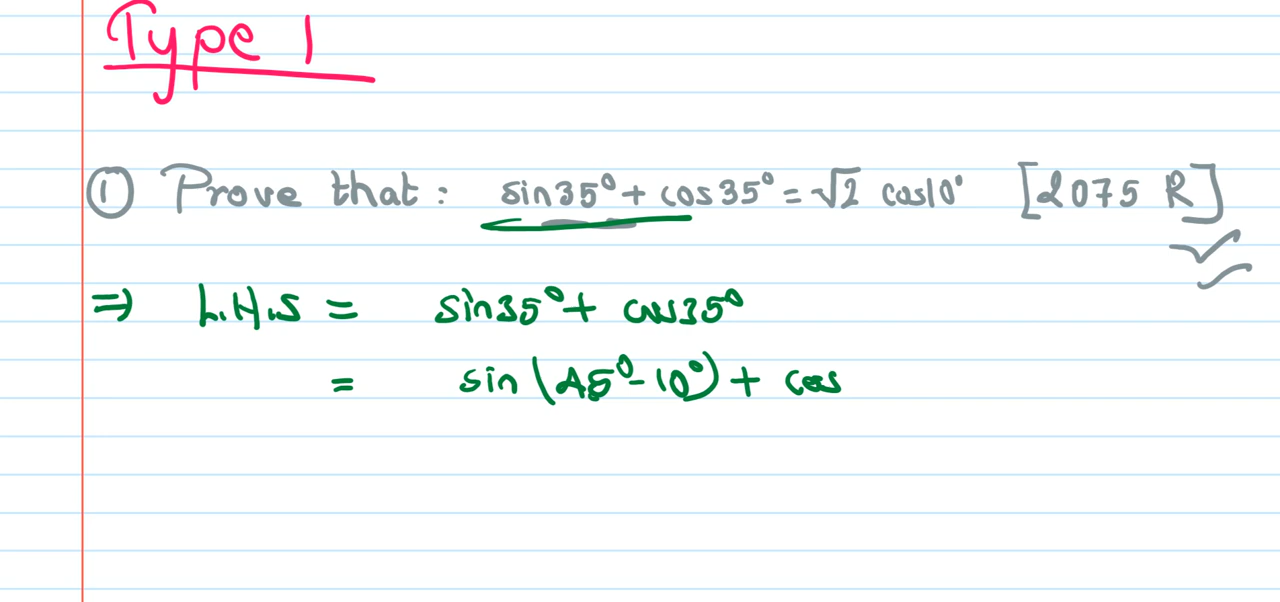 Type 1
① Prove that : sin35° + cos35° = √2 cos10° [2075 R]
⇒ L.H.S = sin35° + cos35°
= sin(45° - 10°) + cos